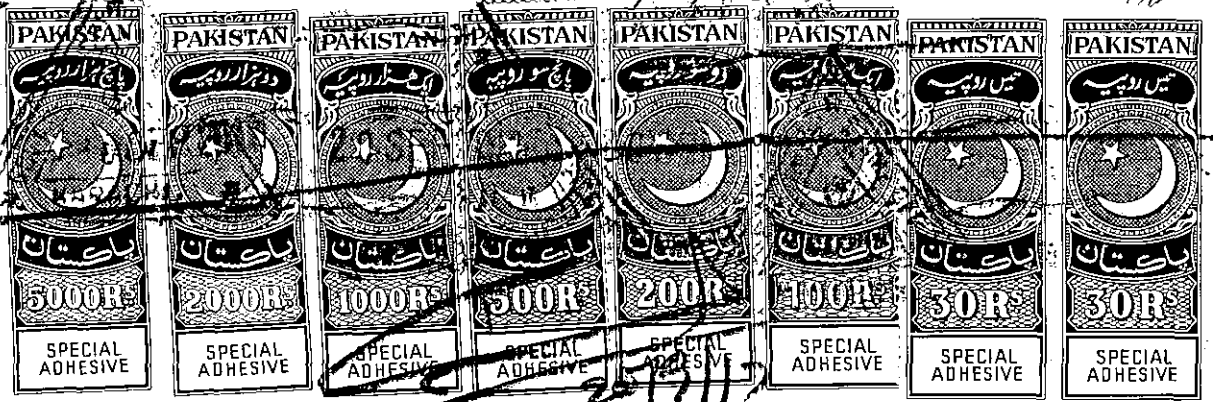 PAKISTAN PAKISTAN PAKISTAN PAKISTAN PAKISTAN PAKISTAN PAKISTAN PAKISTAN
پانچ ہزار روپیہ دو ہزار روپیہ ایک ہزار روپیہ پانچ سو روپیہ دو سو روپیہ ایک سو روپیہ تیس روپیہ تیس روپیہ
پاکستان پاکستان پاکستان پاکستان پاکستان پاکستان پاکستان پاکستان
5000Rs 2000Rs 1000Rs 500Rs 200Rs 100Rs 30Rs 30Rs
SPECIAL SPECIAL SPECIAL SPECIAL SPECIAL SPECIAL SPECIAL SPECIAL
ADHESIVE ADHESIVE ADHESIVE ADHESIVE ADHESIVE ADHESIVE ADHESIVE ADHESIVE